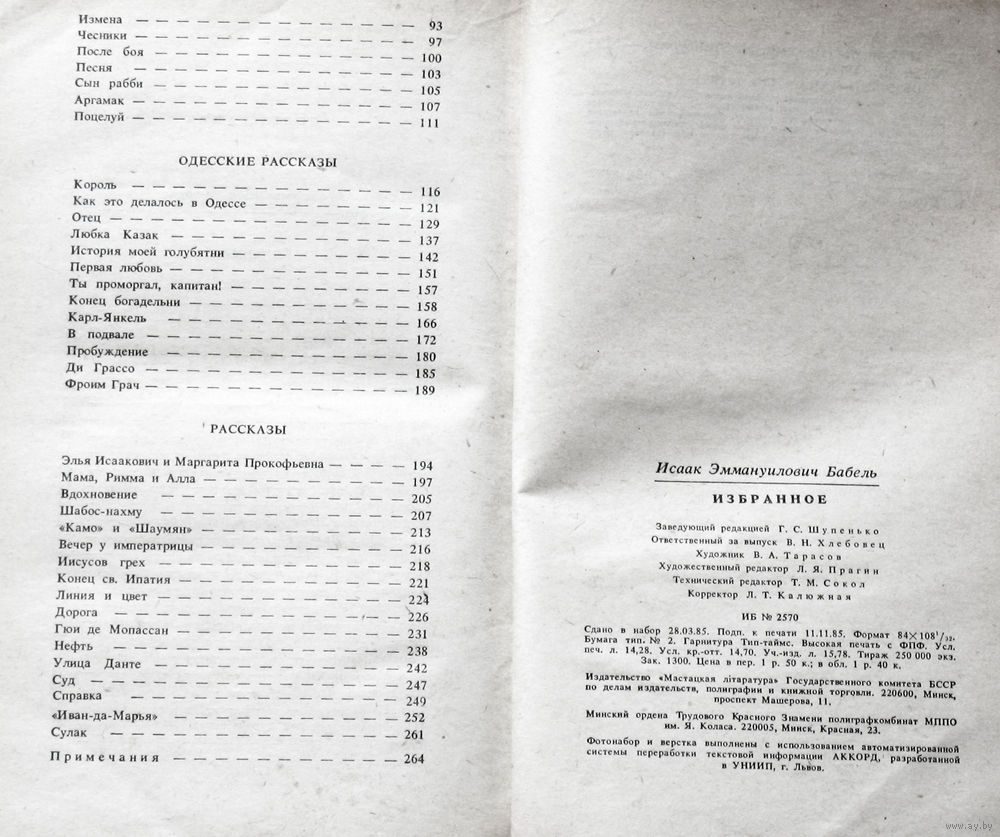 Измена — — — — — — — — — — — — — — — 93
Чесники — — — — — — — — — — — — — — — 97
После боя — — — — — — — — — — — — — — 100
Песня — — — — — — — — — — — — — — — 103
Сын рабби — — — — — — — — — — — — — — 105
Аргамак — — — — — — — — — — — — — — — 107
Поцелуй — — — — — — — — — — — — — — — 111
ОДЕССКИЕ РАССКАЗЫ
Король — — — — — — — — — — — — — — — 116
Как это делалось в Одессе — — — — — — — — 121
Отец — — — — — — — — — — — — — — — — 129
Любка Казак — — — — — — — — — — — — — 137
История моей голубятни — — — — — — — — — 142
Первая любовь — — — — — — — — — — — — 151
Ты проморгал, капитан! — — — — — — — — — 157
Конец богадельни — — — — — — — — — — — 158
Карл-Янкель — — — — — — — — — — — — — 166
В подвале — — — — — — — — — — — — — — 172
Пробуждение — — — — — — — — — — — — — 180
Ди Грассо — — — — — — — — — — — — — — 185
Фроим Грач — — — — — — — — — — — — — — 189
РАССКАЗЫ
Элья Исаакович и Маргарита Прокофьевна — — — — 194
Мама, Римма и Алла — — — — — — — — — — 197
Вдохновение — — — — — — — — — — — — — 205
Шабос-нахму — — — — — — — — — — — — — 207
«Камо» и «Шаумян» — — — — — — — — — — — 213
Вечер у императрицы — — — — — — — — — — — 216
Иисусов грех — — — — — — — — — — — — — 218
Конец св. Ипатия — — — — — — — — — — — — 221
Линия и цвет — — — — — — — — — — — — — 224
Дорога — — — — — — — — — — — — — — — 226
Гюи де Мопассан — — — — — — — — — — — — 231
Нефть — — — — — — — — — — — — — — — 238
Улица Данте — — — — — — — — — — — — — 242
Суд — — — — — — — — — — — — — — — — 247
Справка — — — — — — — — — — — — — — — 249
«Иван-да-Марья» — — — — — — — — — — — — 252
Сулак — — — — — — — — — — — — — — — 261
Примечания — — — — — — — — — — — — — 264
Исаак Эммануилович Бабель
ИЗБРАННОЕ
Заведующий редакцией Г. С. Шупенько
Ответственный за выпуск В. Н. Хлебовец
Художник В. А. Тарасов
Художественный редактор Л. Я. Прагин
Технический редактор Т. М. Сокол
Корректор Л. Т. Калюжная
ИБ № 2570
Сдано в набор 28.03.85. Подп. к печати 11.11.85. Формат 84×108¹/₃₂.
Бумага тип. № 2. Гарнитура Тип-таймс. Высокая печать с ФПФ. Усл.
печ. л. 14,28. Усл. кр.-отт. 14,70. Уч.-изд. л. 15,78. Тираж 250 000 экз.
Зак. 1300. Цена в пер. 1 р. 50 к.; в обл. 1 р. 40 к.
Издательство «Мастацкая літаратура» Государственного комитета БССР
по делам издательств, полиграфии и книжной торговли. 220600, Минск,
проспект Машерова, 11.
Минский ордена Трудового Красного Знамени полиграфкомбинат МППО
им. Я. Коласа. 220005, Минск, Красная, 23.
Фотонабор и верстка выполнены с использованием автоматизированной
системы переработки текстовой информации АККОРД, разработанной
в УНИИП, г. Львов.
www.ay.by